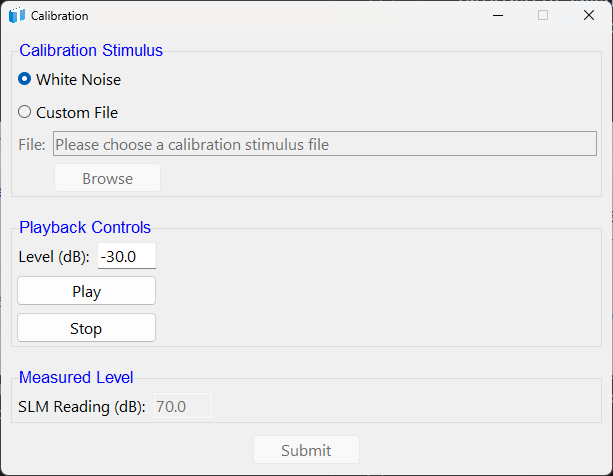 Calibration
Calibration Stimulus
White Noise
Custom File
File: Please choose a calibration stimulus file
Browse
Playback Controls
Level (dB): -30.0
Play
Stop
Measured Level
SLM Reading (dB): 70.0
Submit